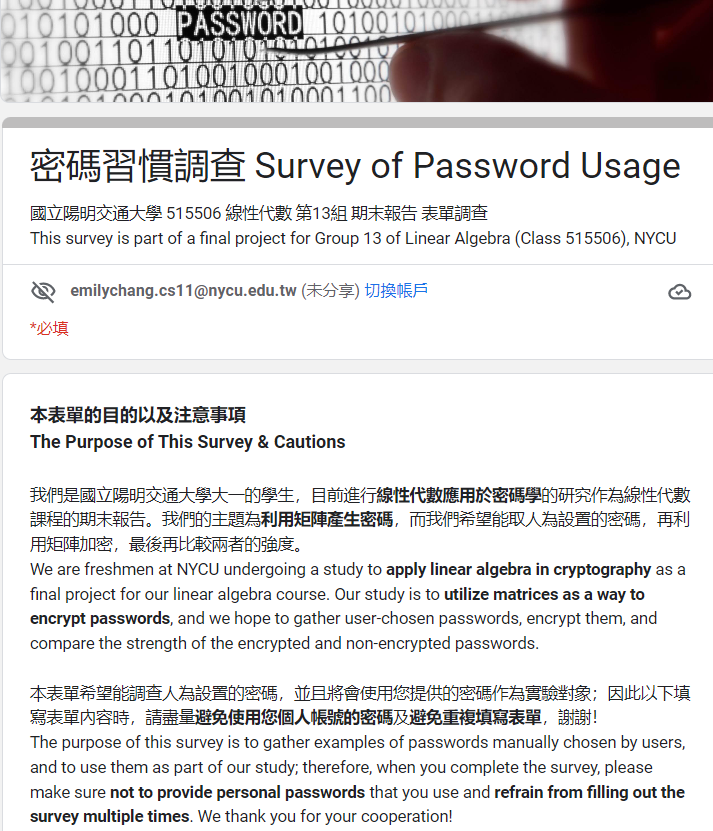 PASSWORD
密碼習慣調查 Survey of Password Usage
國立陽明交通大學 515506 線性代數 第13組 期末報告 表單調查
This survey is part of a final project for Group 13 of Linear Algebra (Class 515506), NYCU
emilychang.cs11@nycu.edu.tw (未分享) 切換帳戶
*必填
本表單的目的以及注意事項
The Purpose of This Survey & Cautions
我們是國立陽明交通大學大一的學生，目前進行線性代數應用於密碼學的研究作為線性代數
課程的期末報告。我們的主題為利用矩陣產生密碼，而我們希望能取人為設置的密碼，再利
用矩陣加密，最後再比較兩者的強度。
We are freshmen at NYCU undergoing a study to apply linear algebra in cryptography as a
final project for our linear algebra course. Our study is to utilize matrices as a way to
encrypt passwords, and we hope to gather user-chosen passwords, encrypt them, and
compare the strength of the encrypted and non-encrypted passwords.
本表單希望能調查人為設置的密碼，並且將會使用您提供的密碼作為實驗對象；因此以下填
寫表單內容時，請盡量避免使用您個人帳號的密碼及避免重複填寫表單，謝謝！
The purpose of this survey is to gather examples of passwords manually chosen by users,
and to use them as part of our study; therefore, when you complete the survey, please
make sure not to provide personal passwords that you use and refrain from filling out the
survey multiple times. We thank you for your cooperation!